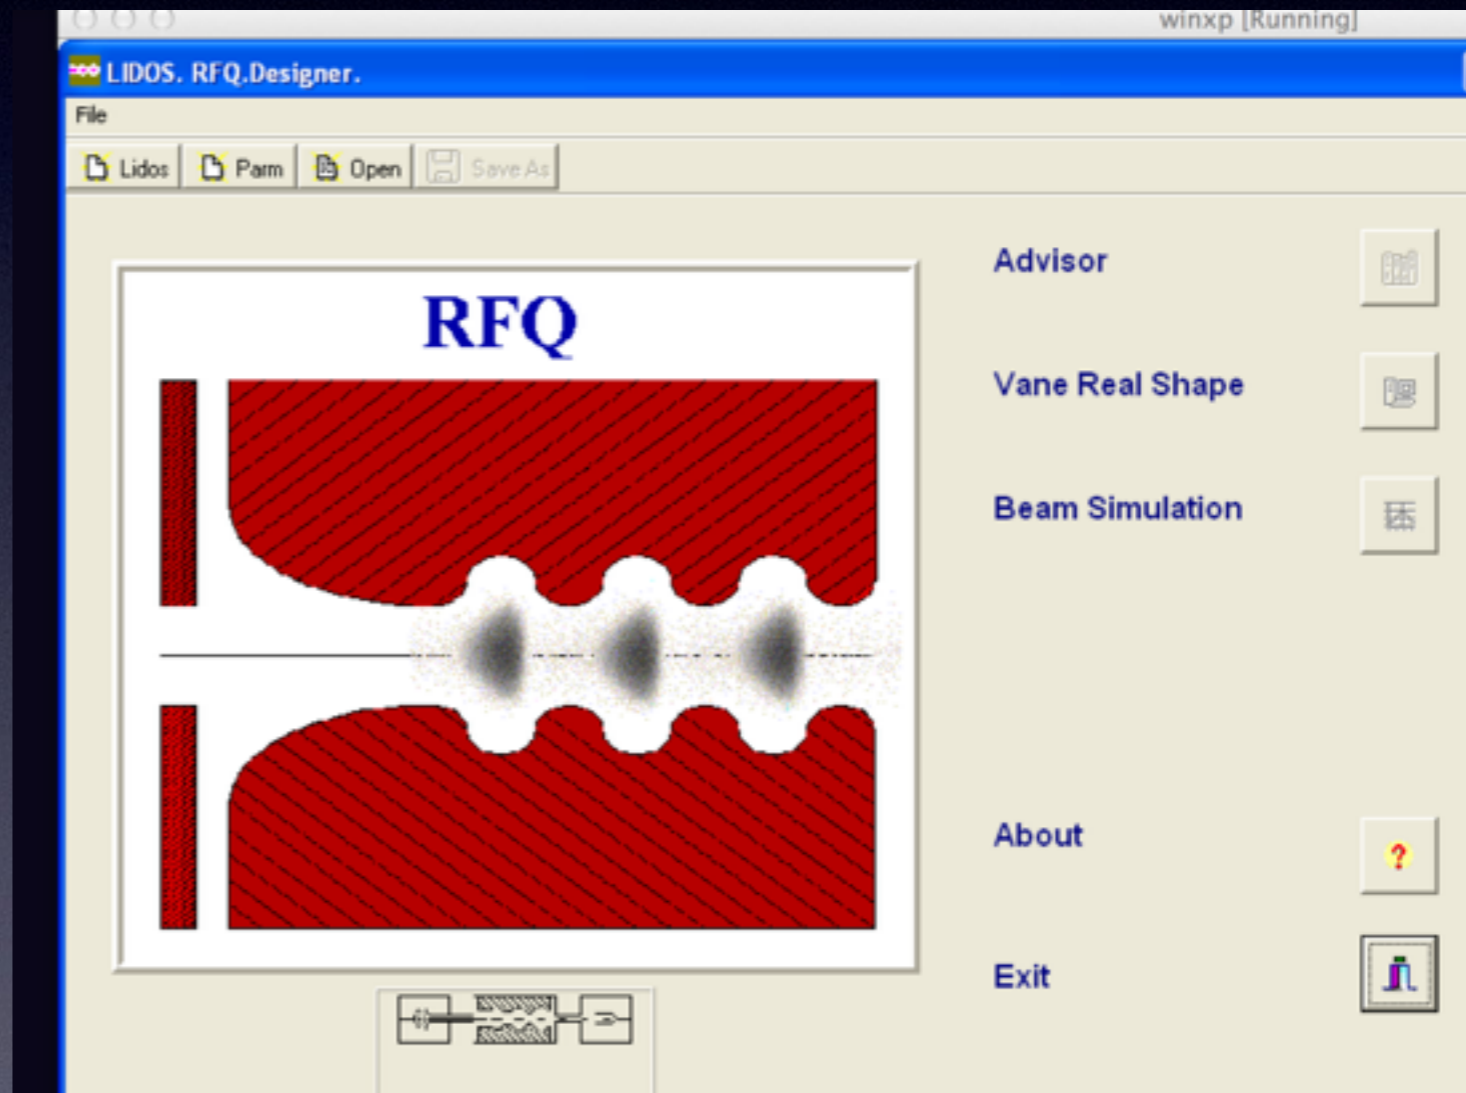 winxp [Running]
LIDOS. RFQ.Designer.
File
Lidos Parm Open Save As
RFQ
Advisor
Vane Real Shape
Beam Simulation
About
?
Exit